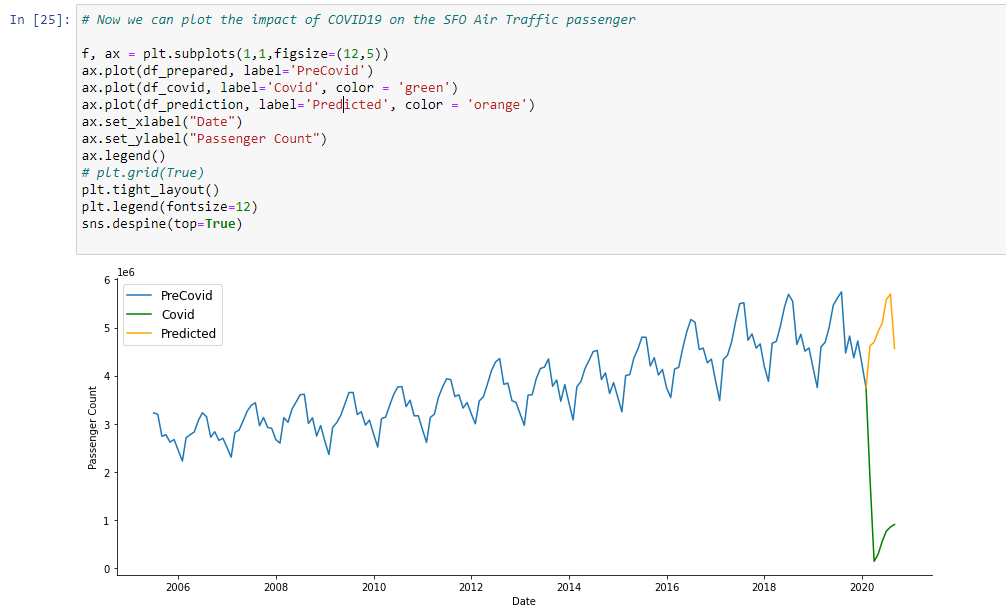 In [25]: # Now we can plot the impact of COVID19 on the SFO Air Traffic passenger
f, ax = plt.subplots(1,1,figsize=(12,5))
ax.plot(df_prepared, label='PreCovid')
ax.plot(df_covid, label='Covid', color = 'green')
ax.plot(df_prediction, label='Predicted', color = 'orange')
ax.set_xlabel("Date")
ax.set_ylabel("Passenger Count")
ax.legend()
# plt.grid(True)
plt.tight_layout()
plt.legend(fontsize=12)
sns.despine(top=True)
1e6
6
5
4
3
2
1
0
Passenger Count
PreCovid
Covid
Predicted
2006 2008 2010 2012 2014 2016 2018 2020
Date